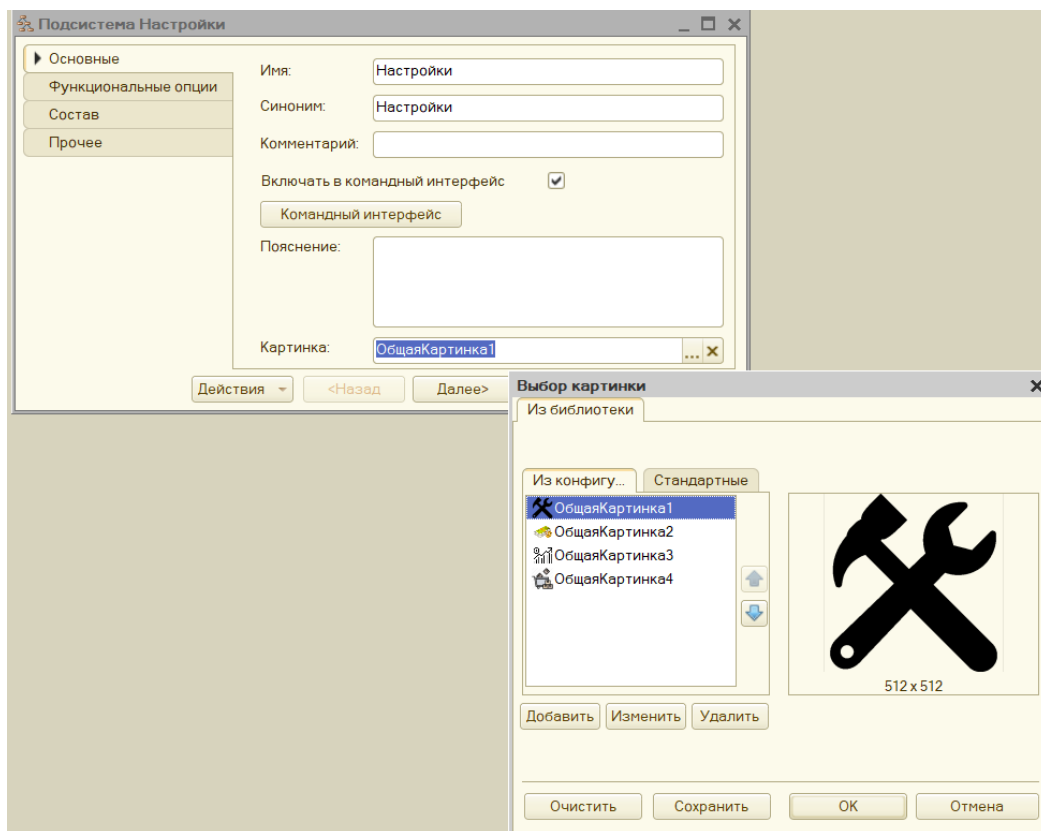 Подсистема Настройки
Основные
Функциональные опции
Состав
Прочее
Имя: Настройки
Синоним: Настройки
Комментарий:
Включать в командный интерфейс
Командный интерфейс
Пояснение:
Картинка: ОбщаяКартинка1 ...
Действия <Назад Далее>
Выбор картинки
Из библиотеки
Из конфигу... Стандартные
ОбщаяКартинка1
ОбщаяКартинка2
ОбщаяКартинка3
ОбщаяКартинка4
512 x 512
Добавить Изменить Удалить
Очистить Сохранить OK Отмена